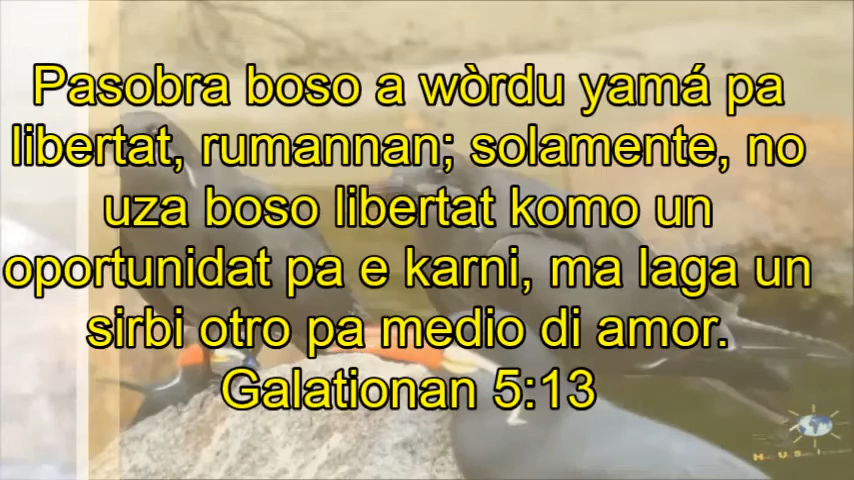 Pasobra boso a wòrdu yamá pa
libertat, rumannan; solamente, no
uza boso libertat komo un
oportunidat pa e karni, ma laga un
sirbi otro pa medio di amor.
Galationan 5:13